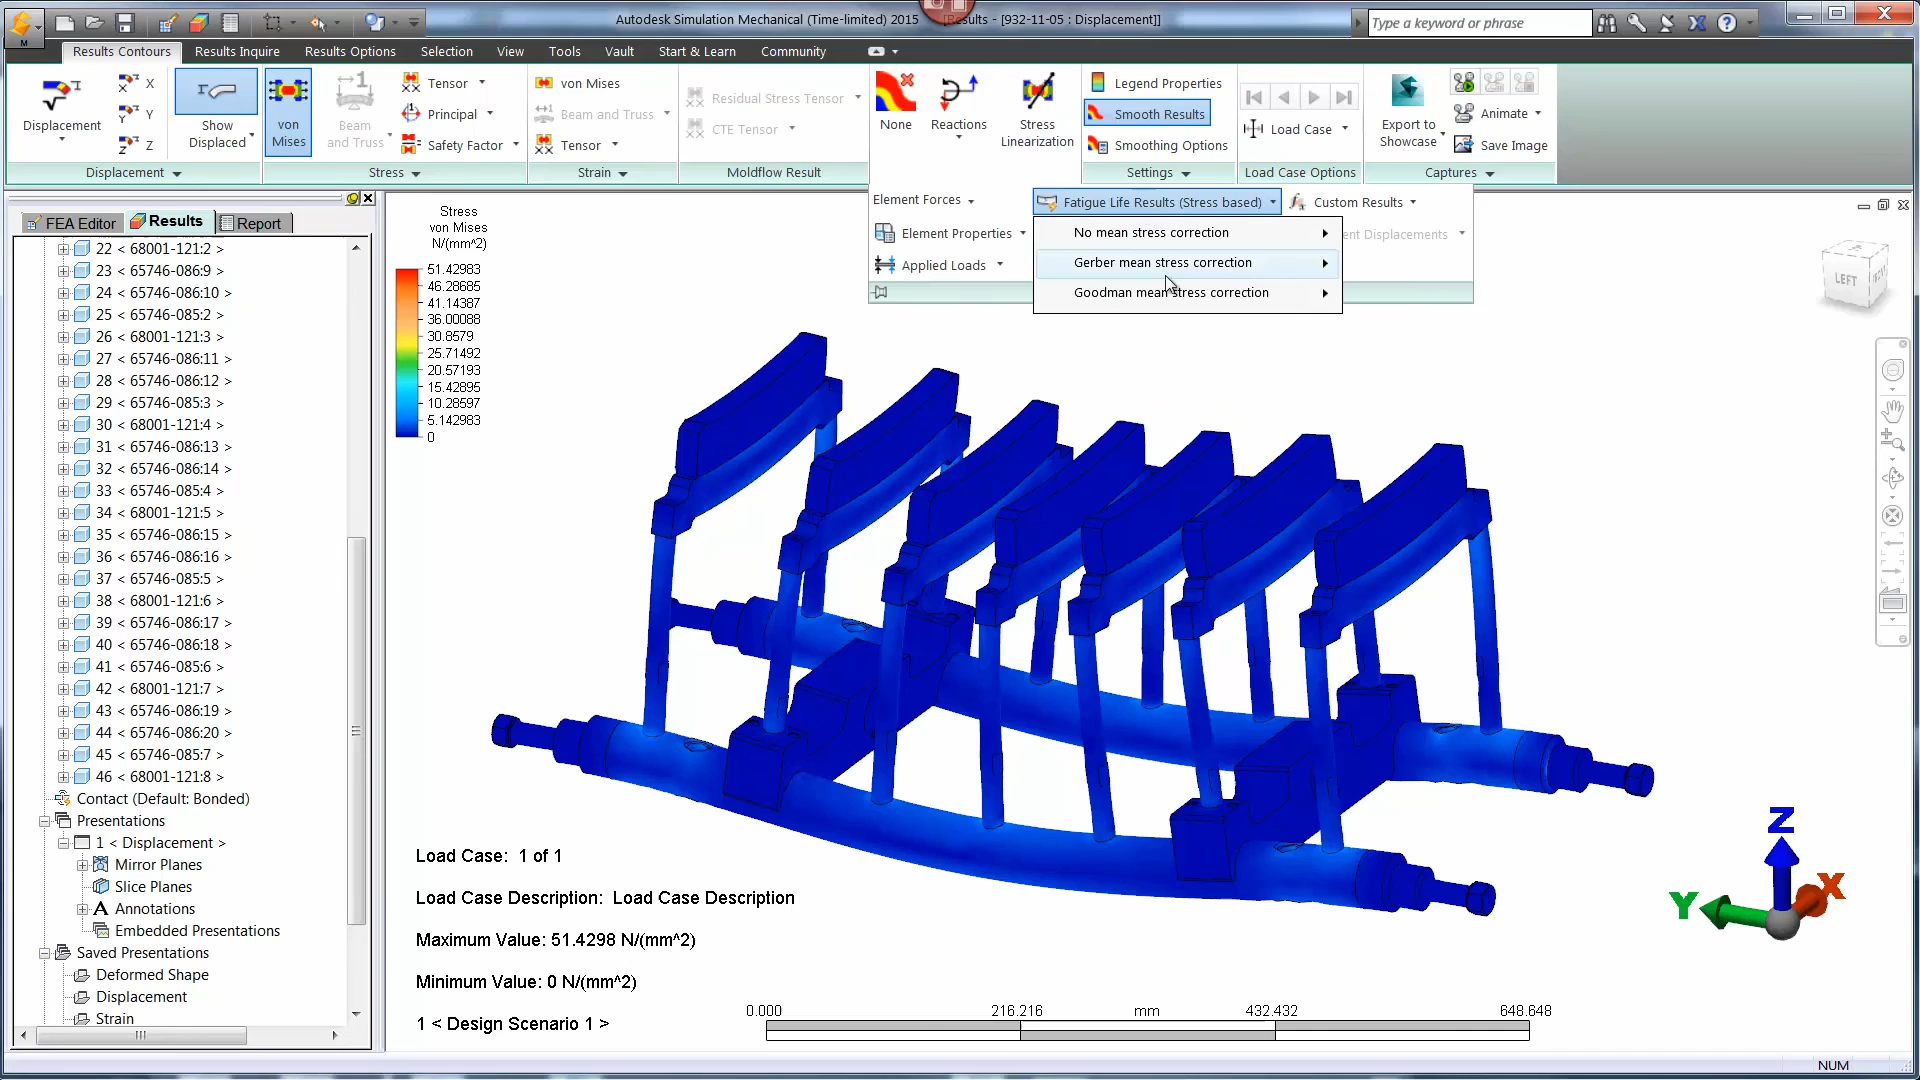 Autodesk Simulation Mechanical (Time-limited) 2015
[Results - [932-11-05 : Displacement]]
Type a keyword or phrase
M
Results Contours
Results Inquire
Results Options
Selection
View
Tools
Vault
Start & Learn
Community
Displacement
X
Y
Z
Show
Displaced
Displacement
von
Mises
Beam
and Truss
Tensor
Principal
Safety Factor
Stress
von Mises
Beam and Truss
Tensor
Strain
Residual Stress Tensor
CTE Tensor
Moldflow Result
None
Reactions
Stress
Linearization
Legend Properties
Smooth Results
Smoothing Options
Settings
Load Case
Load Case Options
Export to
Showcase
Animate
Save Image
Captures
Element Forces
Element Properties
Applied Loads
Fatigue Life Results (Stress based)
Custom Results
ent Displacements
No mean stress correction
Gerber mean stress correction
Goodman mean stress correction
FEA Editor
Results
Report
22 < 68001-121:2 >
23 < 65746-086:9 >
24 < 65746-086:10 >
25 < 65746-085:2 >
26 < 68001-121:3 >
27 < 65746-086:11 >
28 < 65746-086:12 >
29 < 65746-085:3 >
30 < 68001-121:4 >
31 < 65746-086:13 >
32 < 65746-086:14 >
33 < 65746-085:4 >
34 < 68001-121:5 >
35 < 65746-086:15 >
36 < 65746-086:16 >
37 < 65746-085:5 >
38 < 68001-121:6 >
39 < 65746-086:17 >
40 < 65746-086:18 >
41 < 65746-085:6 >
42 < 68001-121:7 >
43 < 65746-086:19 >
44 < 65746-086:20 >
45 < 65746-085:7 >
46 < 68001-121:8 >
Contact (Default: Bonded)
Presentations
1 < Displacement >
Mirror Planes
Slice Planes
Annotations
Embedded Presentations
Saved Presentations
Deformed Shape
Displacement
Strain
Stress
von Mises
N/(mm^2)
51.42983
46.28685
41.14387
36.00088
30.8579
25.71492
20.57193
15.42895
10.28597
5.142983
0
LEFT
Load Case: 1 of 1
Load Case Description: Load Case Description
Maximum Value: 51.4298 N/(mm^2)
Minimum Value: 0 N/(mm^2)
1 < Design Scenario 1 >
0.000
216.216
mm
432.432
648.648
Z
X
Y
NUM